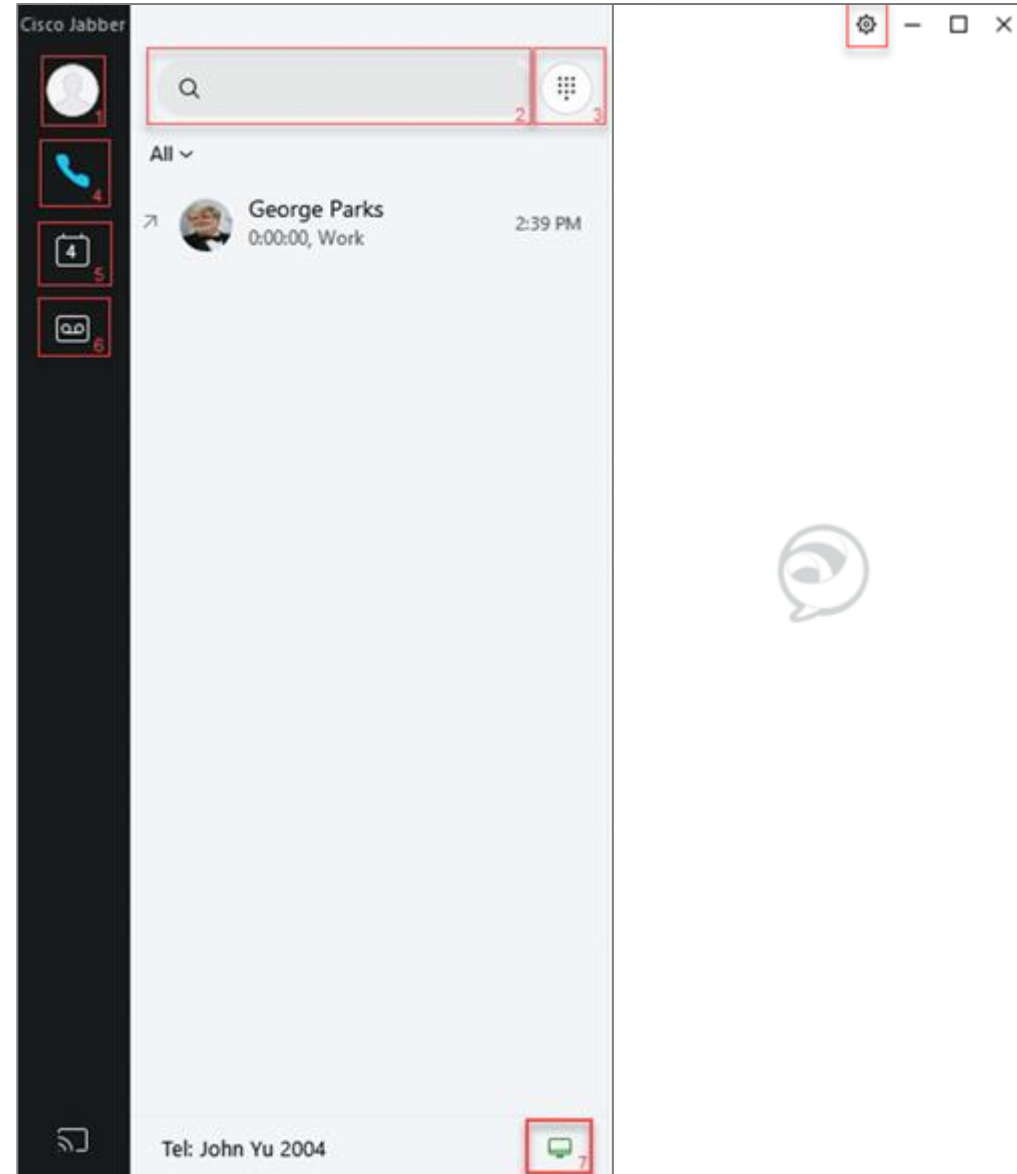 Cisco Jabber
1
2
3
All
4
George Parks
2:39 PM
0:00:00, Work
4
5
6
Tel: John Yu 2004
7